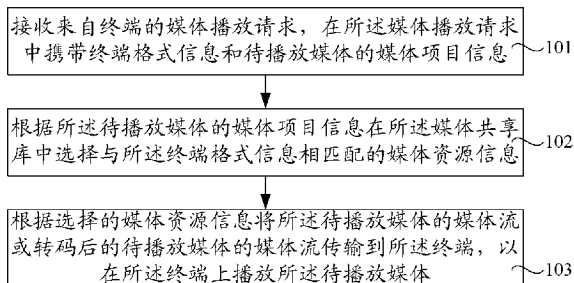 接收来自终端的媒体播放请求，在所述媒体播放请求
中携带终端格式信息和待播放媒体的媒体项目信息
101
根据所述待播放媒体的媒体项目信息在所述媒体共享
库中选择与所述终端格式信息相匹配的媒体资源信息
102
根据选择的媒体资源信息将所述待播放媒体的媒体流
或转码后的待播放媒体的媒体流传输到所述终端，以
在所述终端上播放所述待播放媒体
103